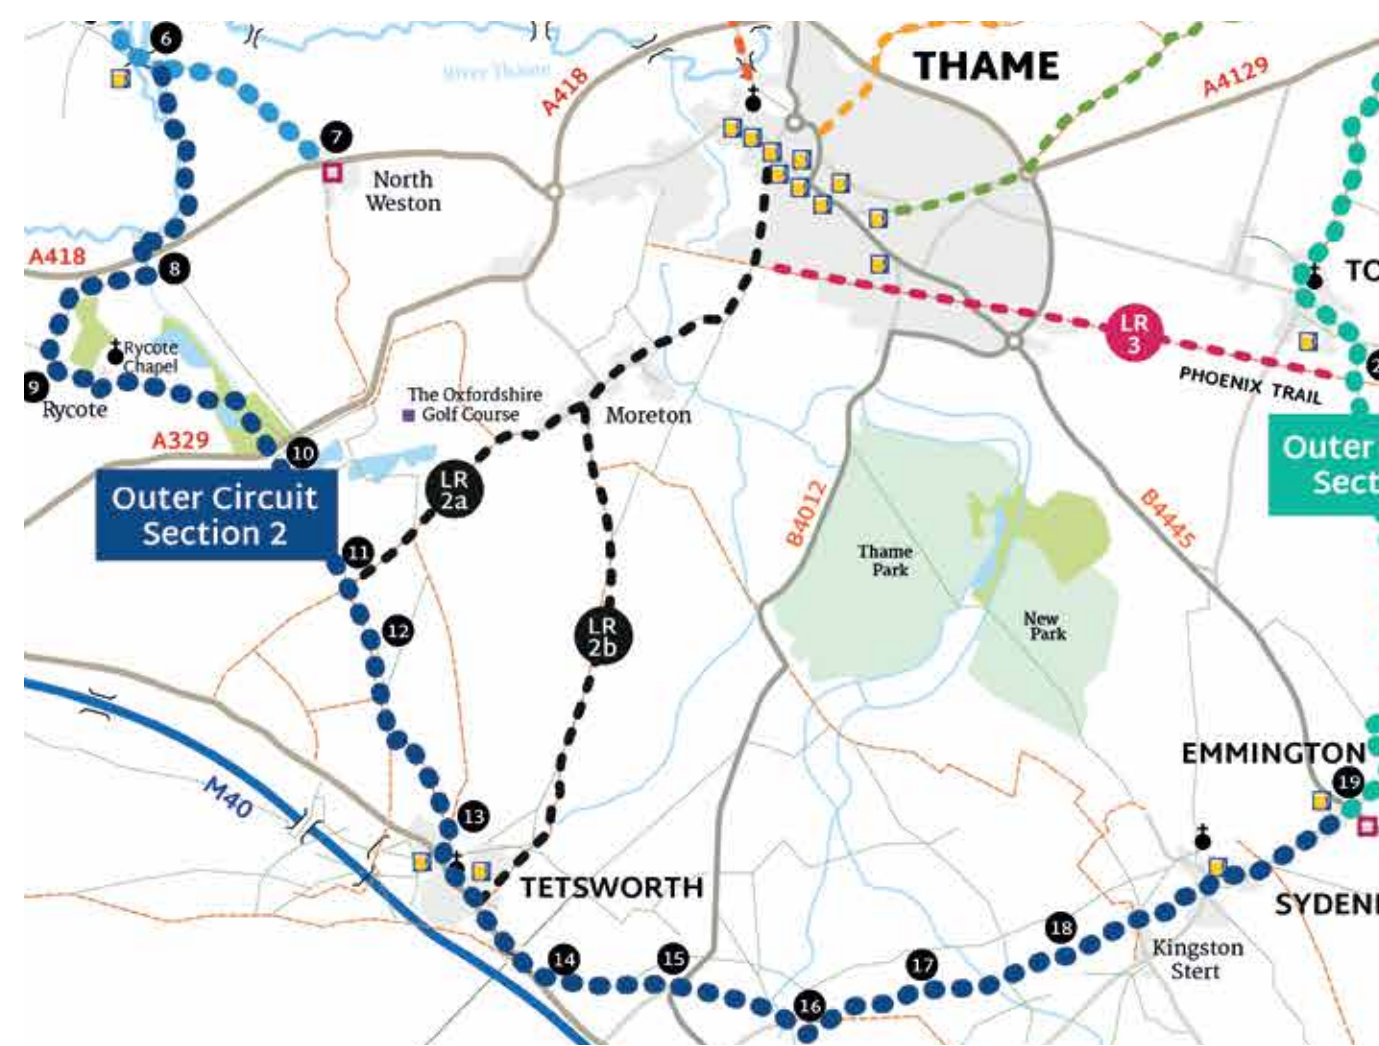 6
THAME
River Thame
A418
A4129
7
North
Weston
A418
8
TO
LR
3
PHOENIX TRAIL
2
Rycote
Chapel
9
Rycote
The Oxfordshire
Golf Course
Moreton
A329
10
Outer
Sect
LR
2a
Outer Circuit
Section 2
B4012
B4445
11
Thame
Park
12
New
Park
LR
2b
M40
EMMINGTON
19
13
TETSWORTH
SYDEN
18
Kingston
Stert
14
15
17
16